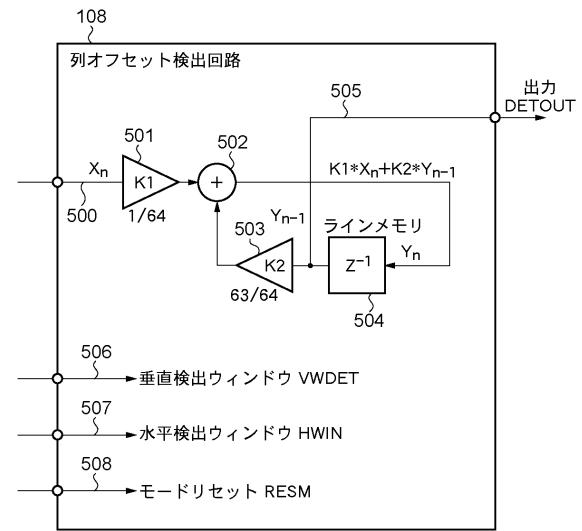 108
列オフセット検出回路
505
出力
DETOUT
501
502
Xn
K1
+
K1*Xn+K2*Yn-1
500
1/64
Yn-1
ラインメモリ
503
K2
Z-1
Yn
63/64
504
506
垂直検出ウィンドウ VWDET
507
水平検出ウィンドウ HWIN
508
モードリセット RESM